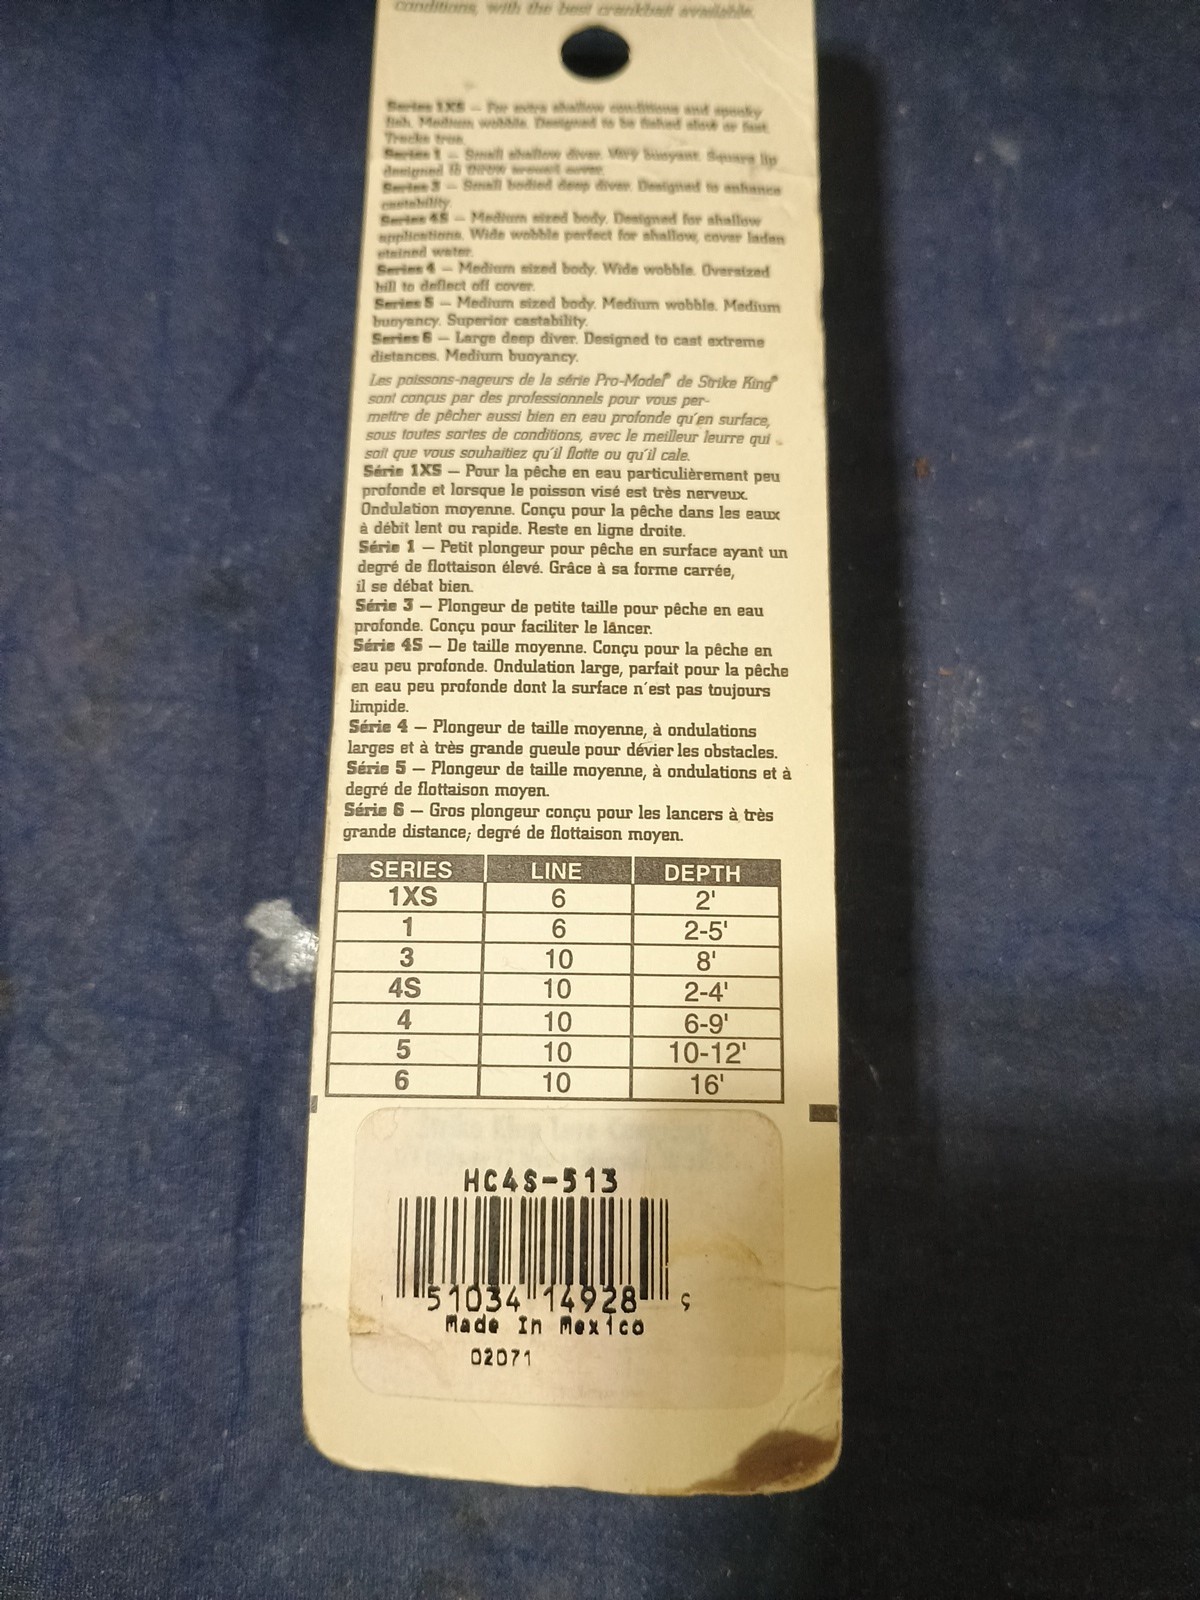 conditions, with the best crankbait available.
Series 1XS – For extra shallow conditions and spooky
fish. Medium wobble. Designed to be fished slow or fast.
Tracks true.
Series 1 – Small shallow diver. Very buoyant. Square lip
designed to throw around cover.
Series 3 – Small bodied deep diver. Designed to enhance
castability.
Series 4S – Medium sized body. Designed for shallow
applications. Wide wobble perfect for shallow, cover laden
stained water.
Series 4 – Medium sized body. Wide wobble. Oversized
bill to deflect off cover.
Series 5 – Medium sized body. Medium wobble. Medium
buoyancy. Superior castability.
Series 6 – Large deep diver. Designed to cast extreme
distances. Medium buoyancy.
Les poissons-nageurs de la série Pro-Model® de Strike King®
sont conçus par des professionnels pour vous per-
mettre de pêcher aussi bien en eau profonde qu'en surface,
sous toutes sortes de conditions, avec le meilleur leurre qui
soit que vous souhaitiez qu'il flotte ou qu'il cale.
Série 1XS – Pour la pêche en eau particulièrement peu
profonde et lorsque le poisson visé est très nerveux.
Ondulation moyenne. Conçu pour la pêche dans les eaux
à débit lent ou rapide. Reste en ligne droite.
Série 1 – Petit plongeur pour pêche en surface ayant un
degré de flottaison élevé. Grâce à sa forme carrée,
il se débat bien.
Série 3 – Plongeur de petite taille pour pêche en eau
profonde. Conçu pour faciliter le lâncer.
Série 4S – De taille moyenne. Conçu pour la pêche en
eau peu profonde. Ondulation large, parfait pour la pêche
en eau peu profonde dont la surface n'est pas toujours
limpide.
Série 4 – Plongeur de taille moyenne, à ondulations
larges et à très grande gueule pour dévier les obstacles.
Série 5 – Plongeur de taille moyenne, à ondulations et à
degré de flottaison moyen.
Série 6 – Gros plongeur conçu pour les lancers à très
grande distance; degré de flottaison moyen.
SERIES LINE DEPTH
1XS 6 2'
1 6 2-5'
3 10 8'
4S 10 2-4'
4 10 6-9'
5 10 10-12'
6 10 16'
Strike King Lure Company
HC4S-513
51034 14928 5
Made In Mexico
02071